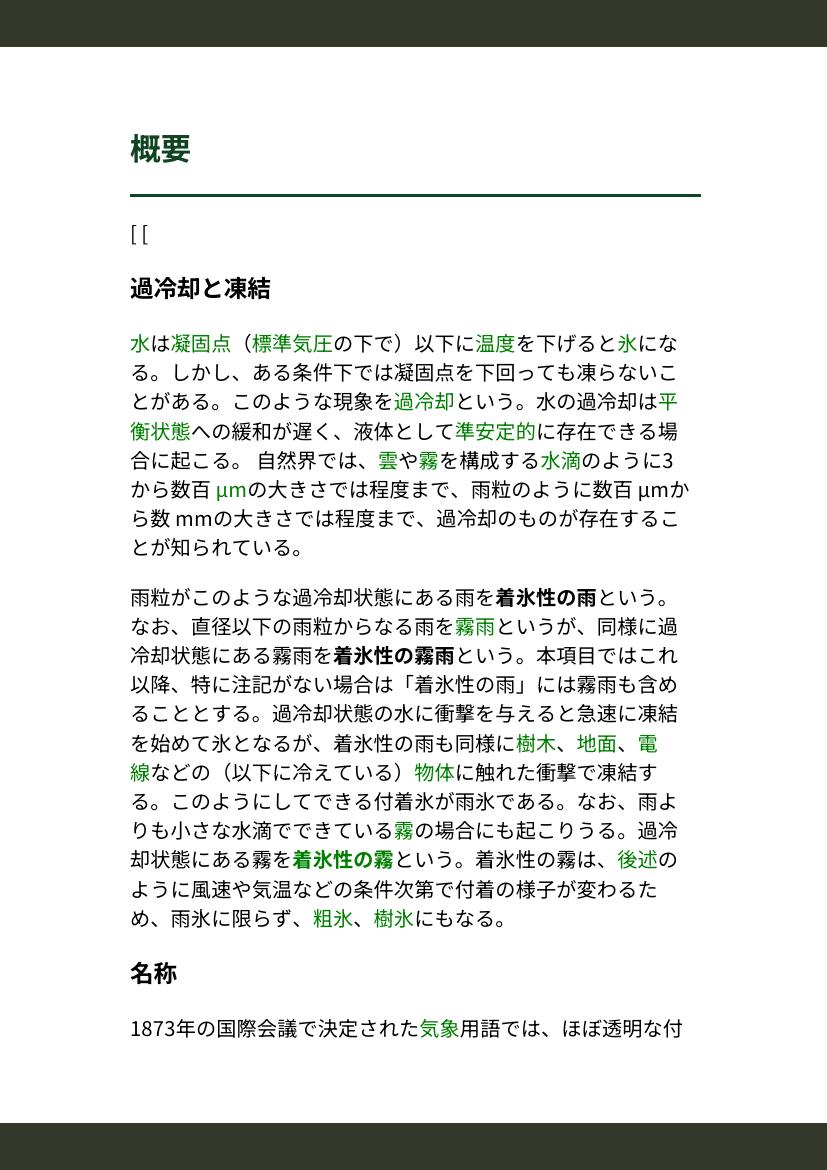 概要
[ [
過冷却と凍結
水は凝固点（標準気圧の下で）以下に温度を下げると氷にな
る。しかし、ある条件下では凝固点を下回っても凍らないこ
とがある。このような現象を過冷却という。水の過冷却は平
衡状態への緩和が遅く、液体として準安定的に存在できる場
合に起こる。 自然界では、雲や霧を構成する水滴のように3
から数百 μmの大きさでは程度まで、雨粒のように数百 μmか
ら数 mmの大きさでは程度まで、過冷却のものが存在するこ
とが知られている。
雨粒がこのような過冷却状態にある雨を着氷性の雨という。
なお、直径以下の雨粒からなる雨を霧雨というが、同様に過
冷却状態にある霧雨を着氷性の霧雨という。本項目ではこれ
以降、特に注記がない場合は「着氷性の雨」には霧雨も含め
ることとする。過冷却状態の水に衝撃を与えると急速に凍結
を始めて氷となるが、着氷性の雨も同様に樹木、地面、電
線などの（以下に冷えている）物体に触れた衝撃で凍結す
る。このようにしてできる付着氷が雨氷である。なお、雨よ
りも小さな水滴でできている霧の場合にも起こりうる。過冷
却状態にある霧を着氷性の霧という。着氷性の霧は、後述の
ように風速や気温などの条件次第で付着の様子が変わるた
め、雨氷に限らず、粗氷、樹氷にもなる。
名称
1873年の国際会議で決定された気象用語では、ほぼ透明な付